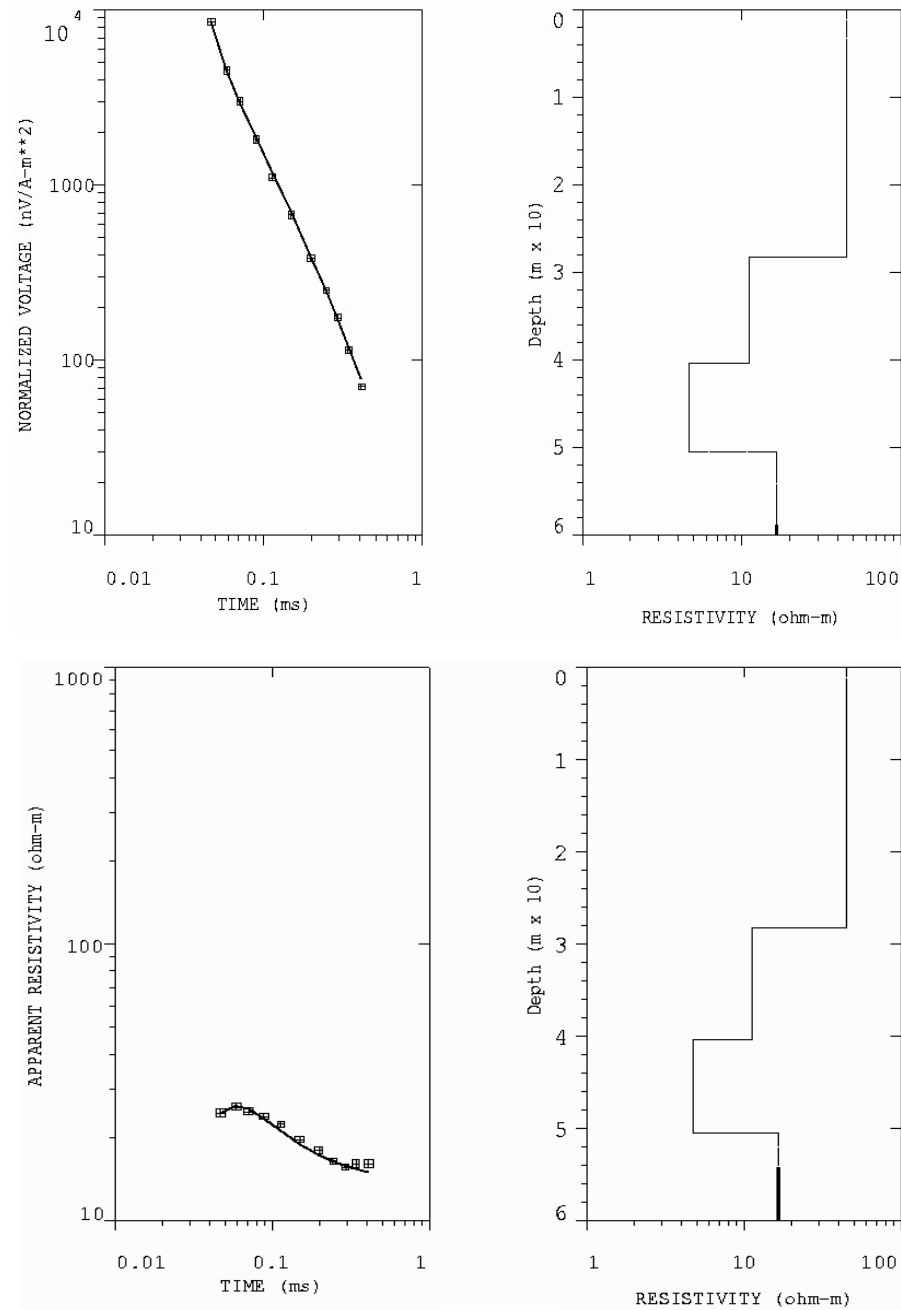 10 4
1000
100
10
0.01 0.1 1
TIME (ms)
NORMALIZED VOLTAGE (nV/A-m**2)
0
1
2
3
4
5
6
Depth (m x 10)
1 10 100
RESISTIVITY (ohm-m)
1000
100
10
0.01 0.1 1
TIME (ms)
APPARENT RESISTIVITY (ohm-m)
0
1
2
3
4
5
6
Depth (m x 10)
1 10 100
RESISTIVITY (ohm-m)